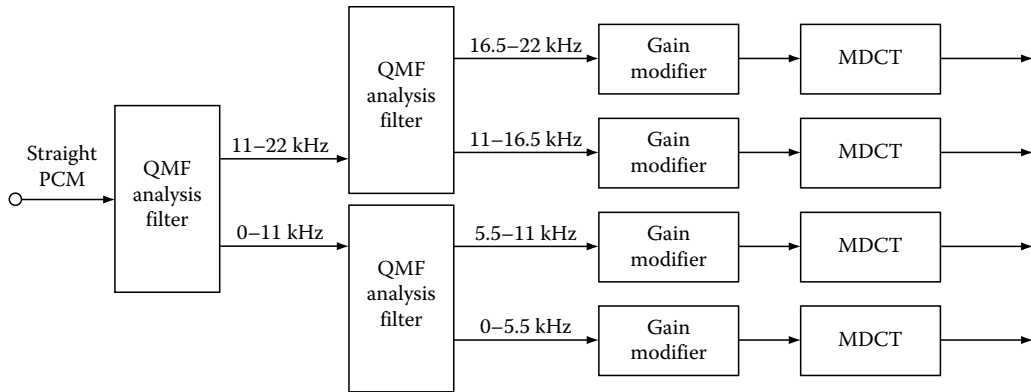 Straight
PCM
QMF
analysis
filter
11–22 kHz
0–11 kHz
QMF
analysis
filter
16.5–22 kHz
11–16.5 kHz
Gain
modifier
MDCT
Gain
modifier
MDCT
QMF
analysis
filter
5.5–11 kHz
0–5.5 kHz
Gain
modifier
MDCT
Gain
modifier
MDCT